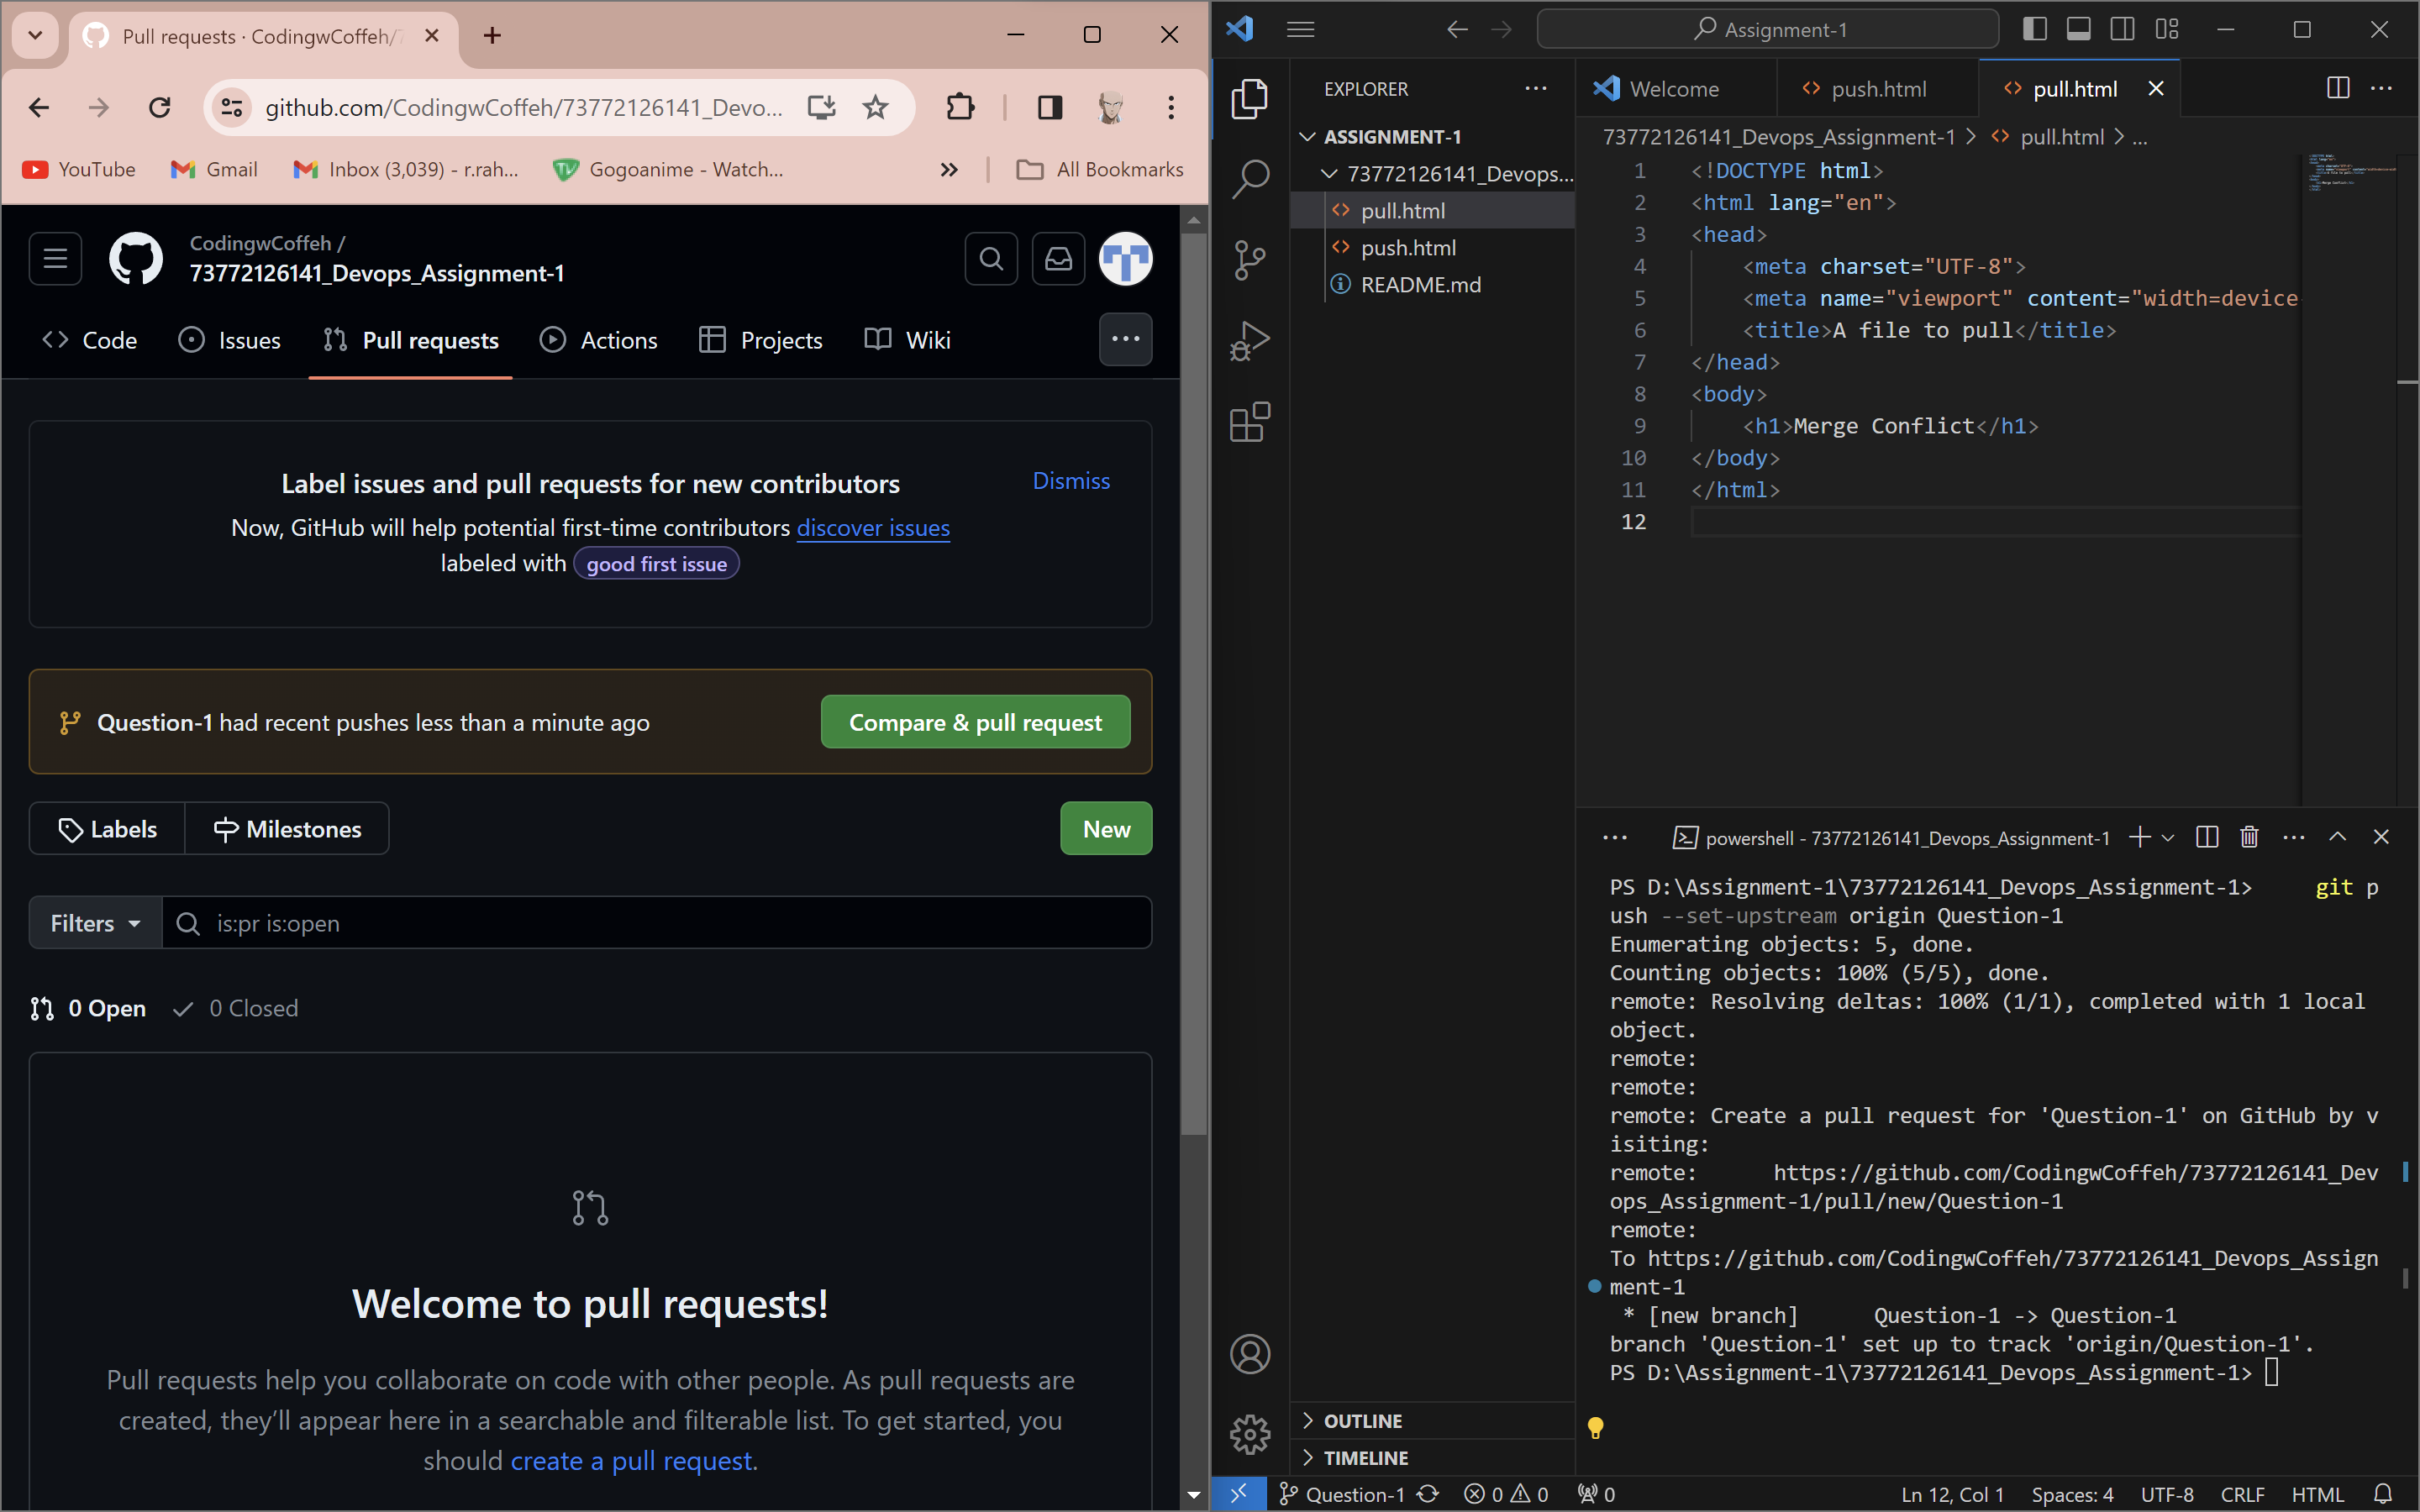 Pull requests · CodingwCoffeh/7
github.com/CodingwCoffeh/73772126141_Devo...
YouTube
Gmail
Inbox (3,039) - r.rah...
Gogoanime - Watch...
All Bookmarks
CodingwCoffeh /
73772126141_Devops_Assignment-1
Code
Issues
Pull requests
Actions
Projects
Wiki
Label issues and pull requests for new contributors
Dismiss
Now, GitHub will help potential first-time contributors discover issues
labeled with good first issue
Question-1 had recent pushes less than a minute ago
Compare & pull request
Labels
Milestones
New
Filters
is:pr is:open
0 Open
0 Closed
Welcome to pull requests!
Pull requests help you collaborate on code with other people. As pull requests are
created, they’ll appear here in a searchable and filterable list. To get started, you
should create a pull request.
Assignment-1
EXPLORER
ASSIGNMENT-1
73772126141_Devops...
pull.html
push.html
README.md
OUTLINE
TIMELINE
Welcome
push.html
pull.html
73772126141_Devops_Assignment-1 > pull.html > ...
1 <!DOCTYPE html>
2 <html lang="en">
3 <head>
4 <meta charset="UTF-8">
5 <meta name="viewport" content="width=device-
6 <title>A file to pull</title>
7 </head>
8 <body>
9 <h1>Merge Conflict</h1>
10 </body>
11 </html>
12
powershell - 73772126141_Devops_Assignment-1
PS D:\Assignment-1\73772126141_Devops_Assignment-1> git p
ush --set-upstream origin Question-1
Enumerating objects: 5, done.
Counting objects: 100% (5/5), done.
remote: Resolving deltas: 100% (1/1), completed with 1 local
object.
remote:
remote:
remote: Create a pull request for 'Question-1' on GitHub by v
isiting:
remote: https://github.com/CodingwCoffeh/73772126141_Dev
ops_Assignment-1/pull/new/Question-1
remote:
To https://github.com/CodingwCoffeh/73772126141_Devops_Assign
ment-1
* [new branch] Question-1 -> Question-1
branch 'Question-1' set up to track 'origin/Question-1'.
PS D:\Assignment-1\73772126141_Devops_Assignment-1>
Question-1
0
0
0
Ln 12, Col 1
Spaces: 4
UTF-8
CRLF
HTML